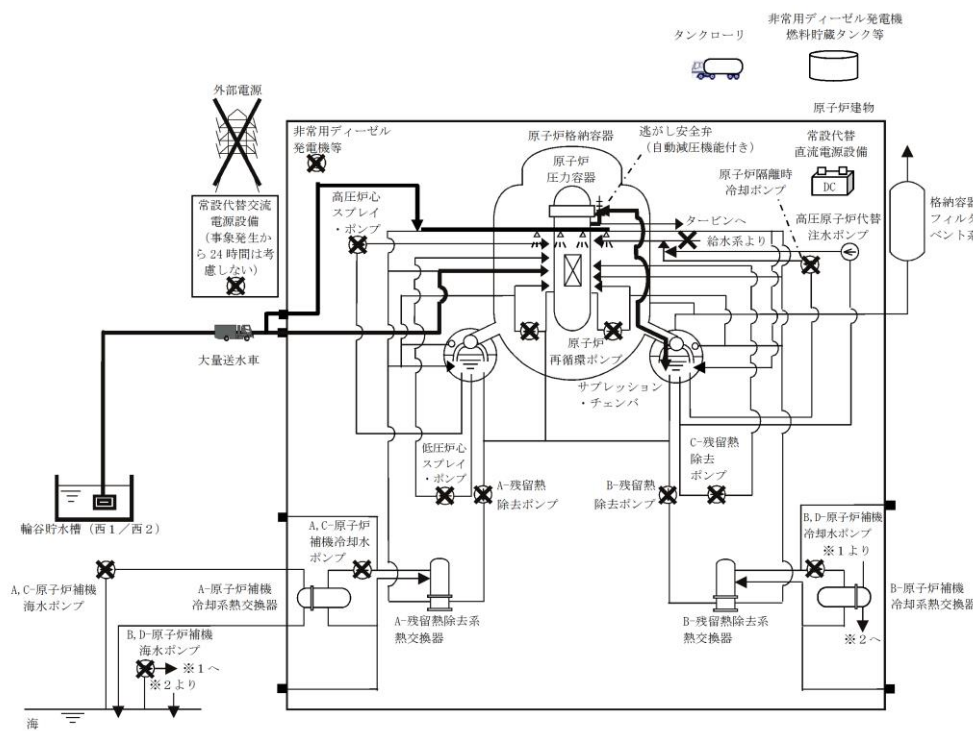 タンクローリ
非常用ディーゼル発電機
燃料貯蔵タンク等
外部電源
原子炉建物
非常用ディーゼル
発電機等
原子炉格納容器
原子炉
圧力容器
逃がし安全弁
(自動減圧機能付き)
常設代替
直流電源設備
DC
原子炉隔離時
冷却ポンプ
高圧炉心
スプレイ
・ポンプ
常設代替交流
電源設備
(事象発生か
ら24時間は考
慮しない)
タービンへ
給水系より
高圧原子炉代替
注水ポンプ
格納容器
フィルタ
ベント系
大量送水車
原子炉
再循環ポンプ
サプレッション
・チェンバ
低圧炉心
スプレイ
・ポンプ
A-残留熱
除去ポンプ
B-残留熱
除去ポンプ
C-残留熱
除去
ポンプ
輪谷貯水槽(西1/西2)
A,C-原子炉
補機冷却水
ポンプ
B,D-原子炉補機
冷却水ポンプ
※1より
A,C-原子炉補機
海水ポンプ
A-原子炉補機
冷却系熱交換器
A-残留熱除去系
熱交換器
B-残留熱除去系
熱交換器
B-原子炉補機
冷却系熱交換器
※2へ
B,D-原子炉補機
海水ポンプ
※1へ
※2より
海